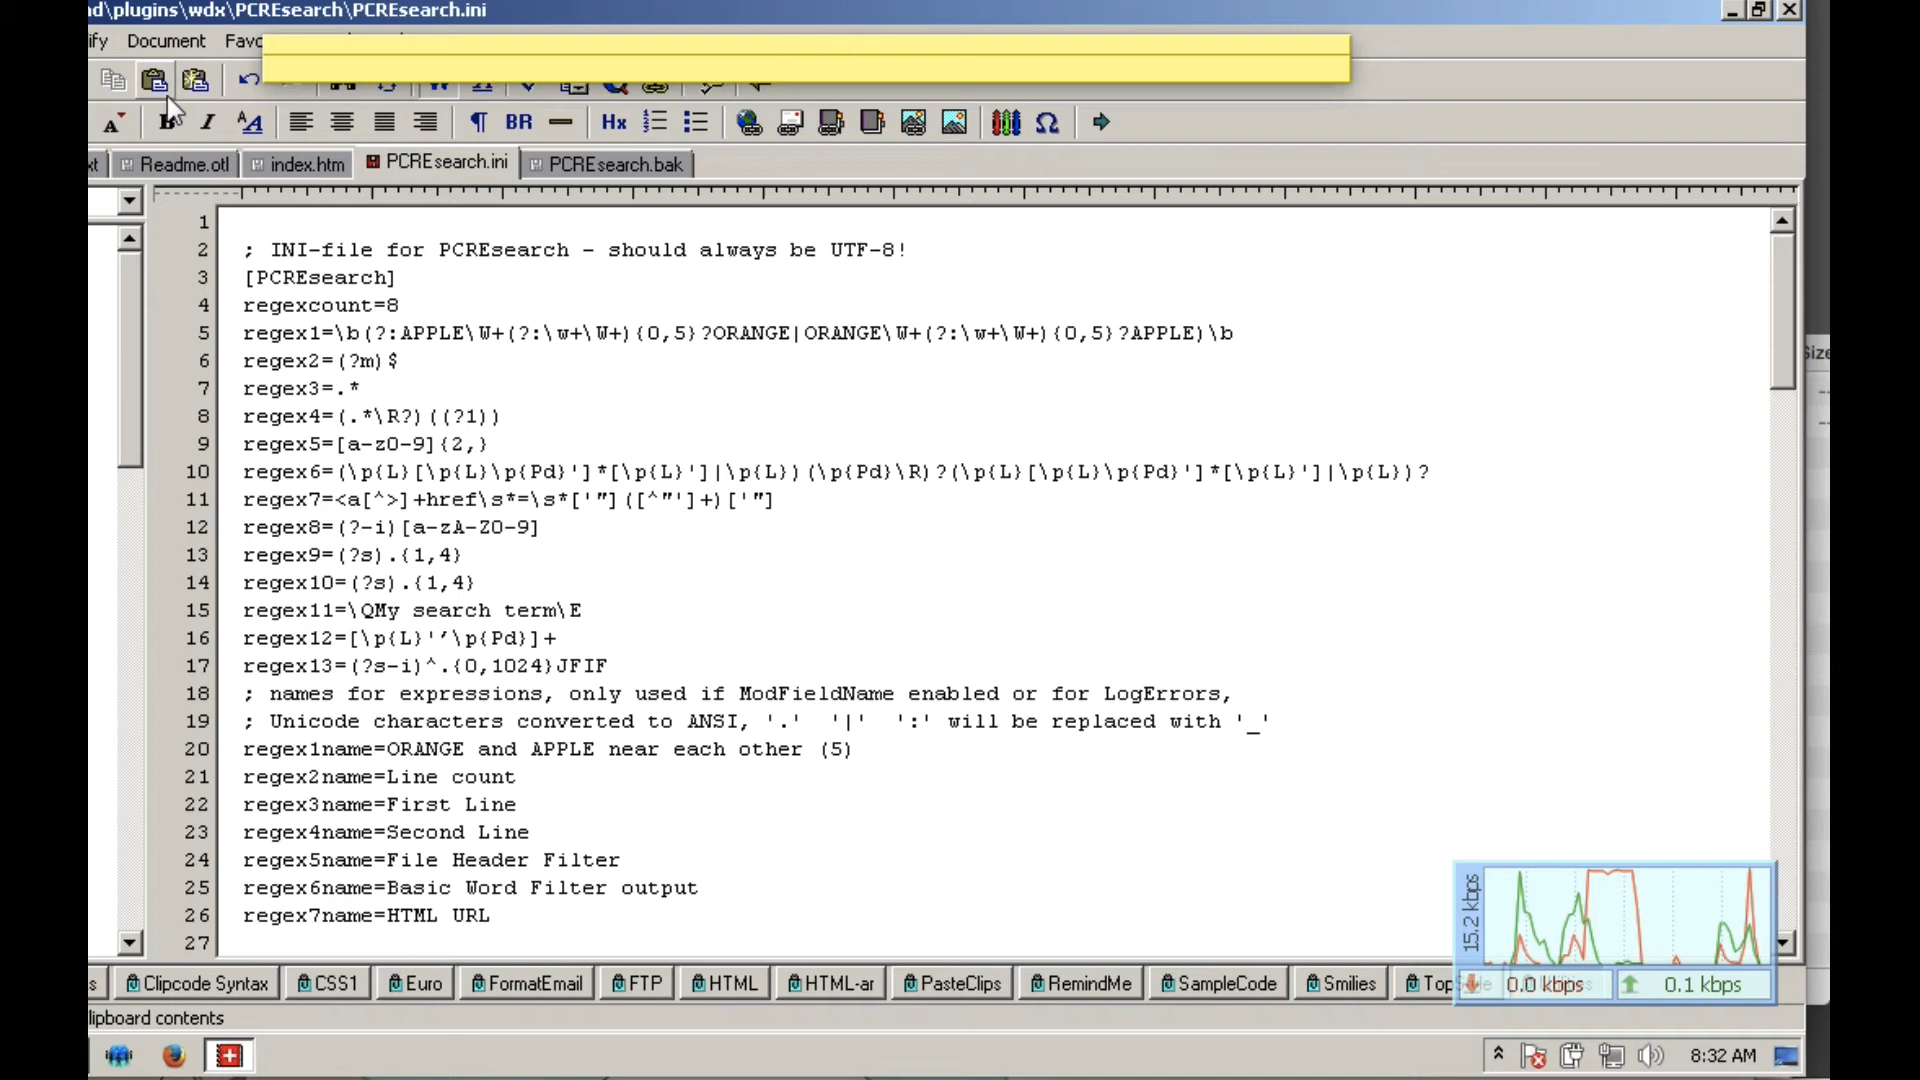 nd\plugins\wdx\PCREsearch\PCREsearch.ini
ify Document Favo
B I A A ¶ BR Hx Ω
xt Readme.otl index.htm PCREsearch.ini PCREsearch.bak
1
2 ; INI-file for PCREsearch - should always be UTF-8!
3 [PCREsearch]
4 regexcount=8
5 regex1=\b(?:APPLE\W+(?:\w+\W+){0,5}?ORANGE|ORANGE\W+(?:\w+\W+){0,5}?APPLE)\b
6 regex2=(?m)$
7 regex3=.*
8 regex4=(.*\R?)((?1))
9 regex5=[a-z0-9]{2,}
10 regex6=(\p{L}[\p{L}\p{Pd}']*[\p{L}']|\p{L})(\p{Pd}\R)?(\p{L}[\p{L}\p{Pd}']*[\p{L}']|\p{L})?
11 regex7=<a[^>]+href\s*=\s*['"]([^"']+)['"]
12 regex8=(?-i)[a-zA-Z0-9]
13 regex9=(?s).{1,4}
14 regex10=(?s).{1,4}
15 regex11=\QMy search term\E
16 regex12=[\p{L}'’\p{Pd}]+
17 regex13=(?s-i)^.{0,1024}JFIF
18 ; names for expressions, only used if ModFieldName enabled or for LogErrors,
19 ; Unicode characters converted to ANSI, '.' '|' ':' will be replaced with '_'
20 regex1name=ORANGE and APPLE near each other (5)
21 regex2name=Line count
22 regex3name=First Line
23 regex4name=Second Line
24 regex5name=File Header Filter
25 regex6name=Basic Word Filter output
26 regex7name=HTML URL
27
Size
15.2 kbps
0.0 kbps 0.1 kbps
s Clipcode Syntax CSS1 Euro FormatEmail FTP HTML HTML-ar PasteClips RemindMe SampleCode Smilies Top
lipboard contents
8:32 AM